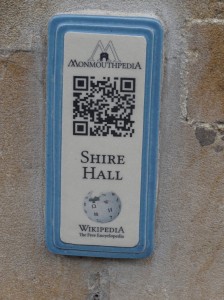 MONMOUTHPEDIA
SHIRE
HALL
WIKIPEDIA
The Free Encyclopedia